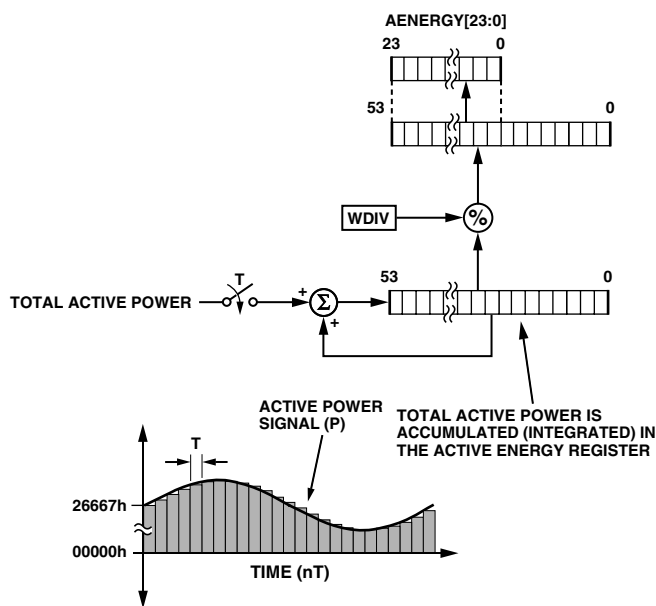 AENERGY[23:0]
23 0
53 0
WDIV %
53 0
T
TOTAL ACTIVE POWER + Σ
+
ACTIVE POWER
SIGNAL (P)
TOTAL ACTIVE POWER IS
ACCUMULATED (INTEGRATED) IN
THE ACTIVE ENERGY REGISTER
T
26667h
00000h
TIME (nT)